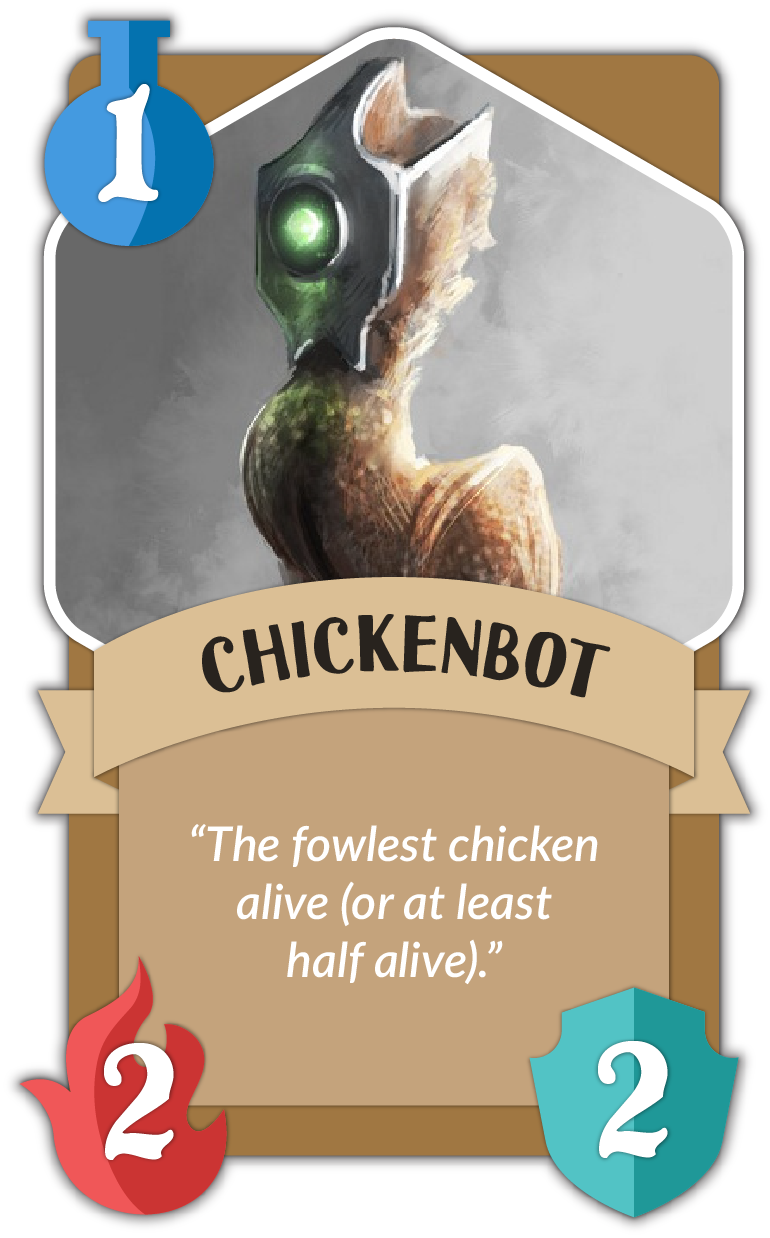 1
CHICKENBOT
“The fowlest chicken
alive (or at least
half alive).”
2
2